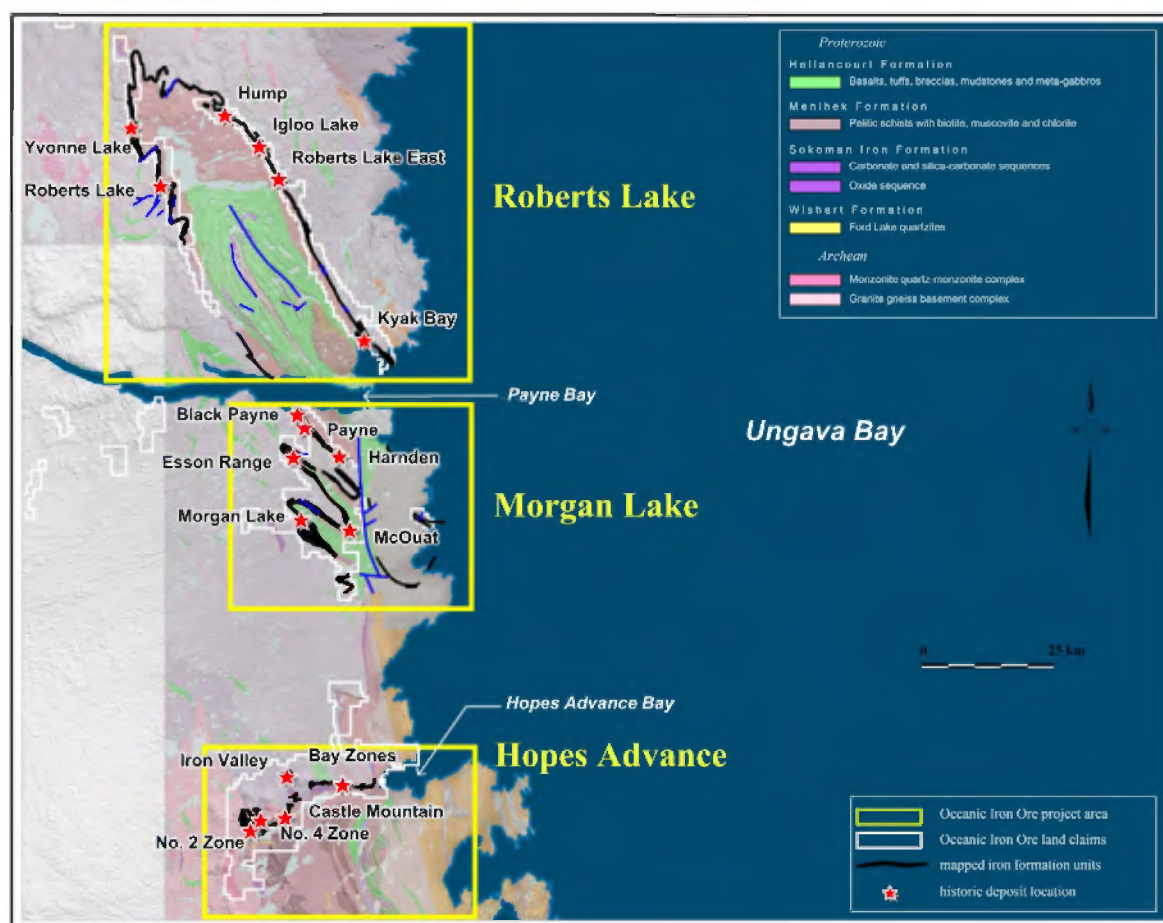 Proterozoic
Hellancourt Formation
Basalts, tuffs, breccias, mudstones and meta-gabbros
Menihek Formation
Pelitic schists with biotite, muscovite and chlorite
Sokoman Iron Formation
Carbonate and silica-carbonate sequences
Oxide sequence
Wishart Formation
Ford Lake quartzites
Archean
Monzonite quartz-monzonite complex
Granite gneiss basement complex
Hump
Igloo Lake
Yvonne Lake
Roberts Lake East
Roberts Lake
Roberts Lake
Kyak Bay
Payne Bay
Black Payne
Payne
Harnden
Esson Range
Ungava Bay
Morgan Lake
Morgan Lake
McOuat
0 25 km
Hopes Advance Bay
Hopes Advance
Bay Zones
Iron Valley
Castle Mountain
No. 4 Zone
No. 2 Zone
Oceanic Iron Ore project area
Oceanic Iron Ore land claims
mapped iron formation units
historic deposit location